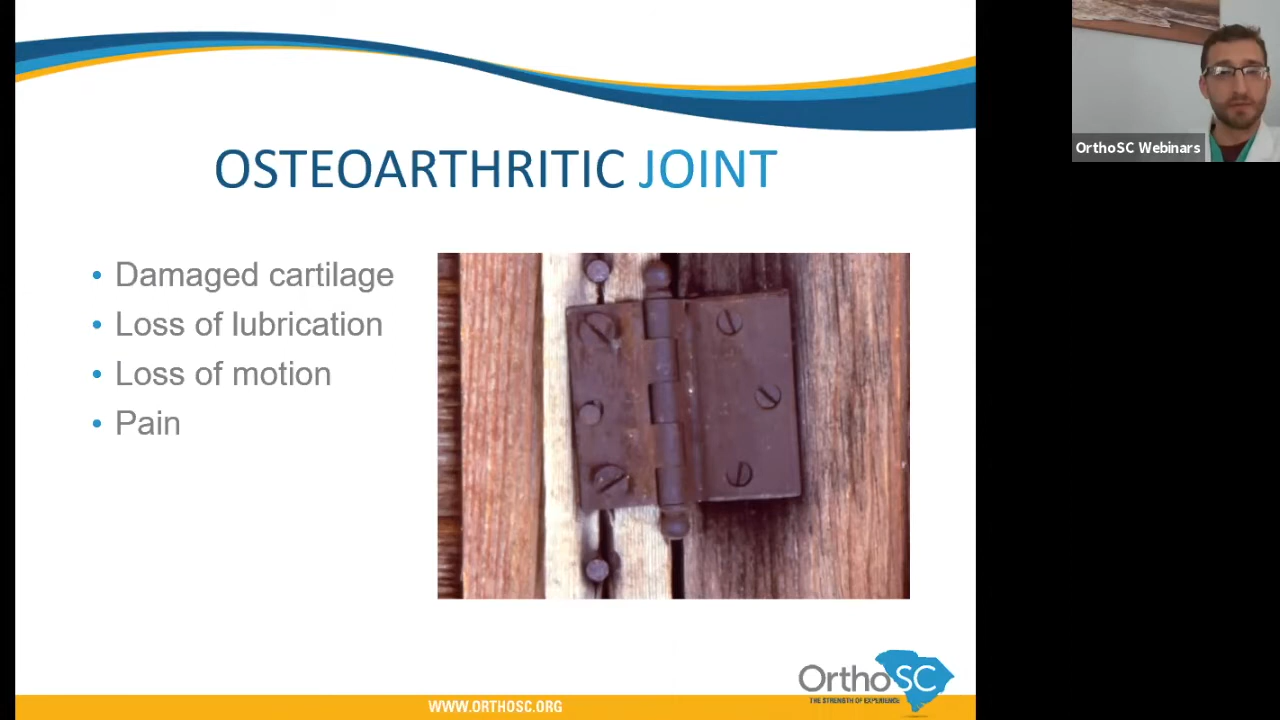 OSTEOARTHRITIC JOINT
OrthoSC Webinars
• Damaged cartilage
• Loss of lubrication
• Loss of motion
• Pain
OrthoSC
THE STRENGTH OF EXPERIENCE
WWW.ORTHOSC.ORG